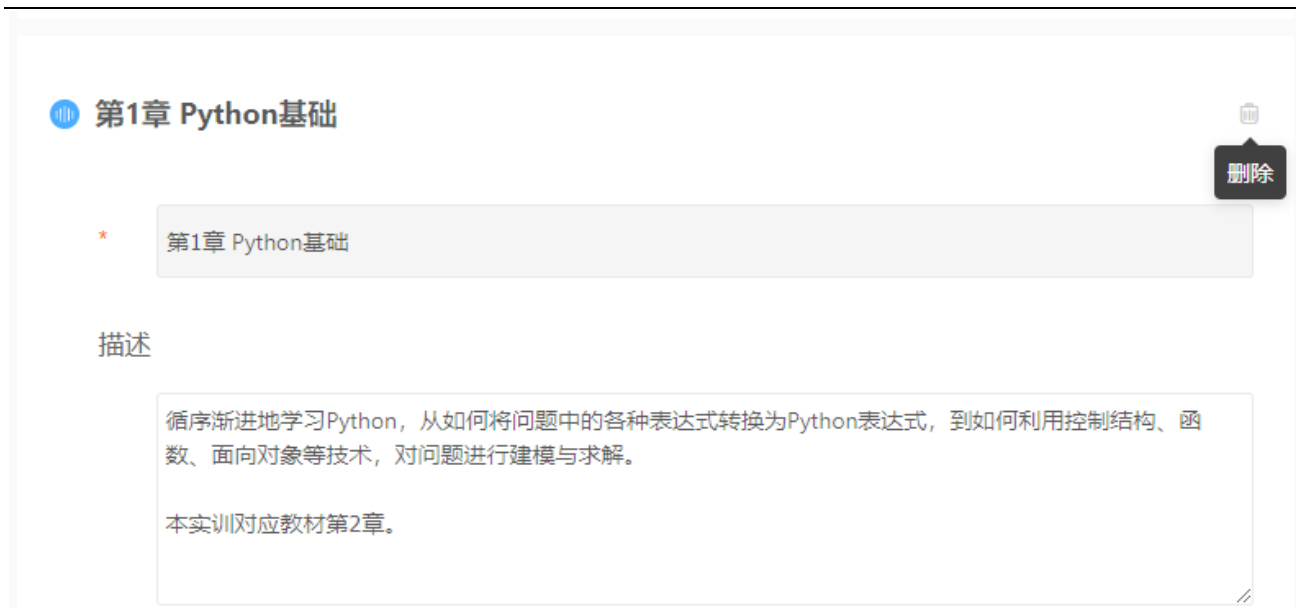 第1章 Python基础
删除
* 第1章 Python基础
描述
循序渐进地学习Python，从如何将问题中的各种表达式转换为Python表达式，到如何利用控制结构、函
数、面向对象等技术，对问题进行建模与求解。
本实训对应教材第2章。